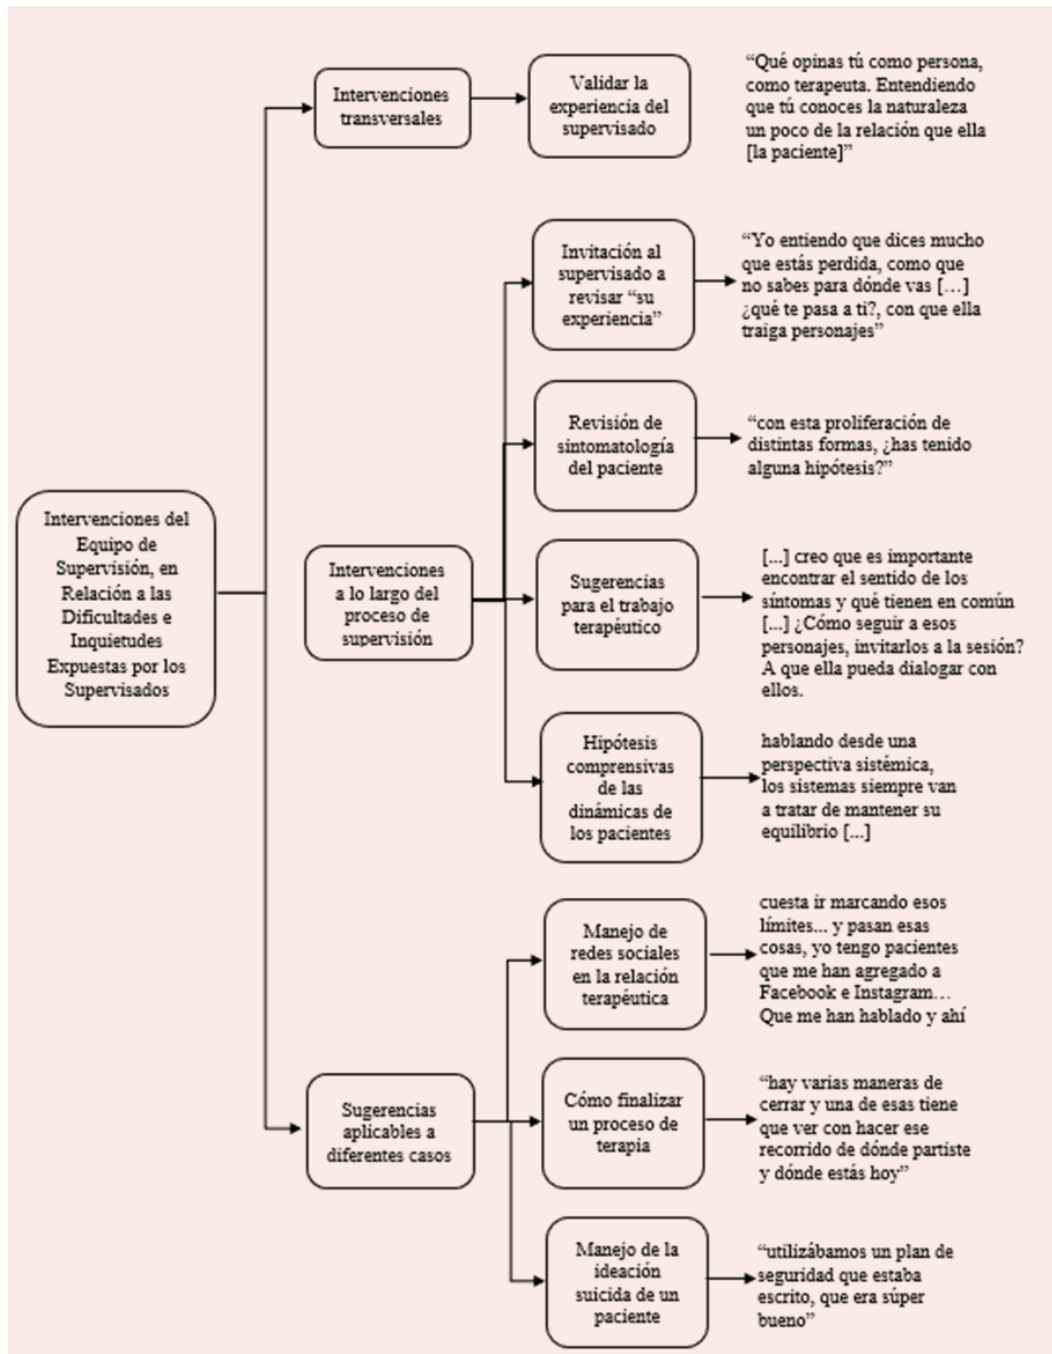 Intervenciones del
Equipo de
Supervisión, en
Relación a las
Dificultades e
Inquietudes
Expuestas por los
Supervisados
Intervenciones
transversales
Validar la
experiencia del
supervisado
“Qué opinas tú como persona,
como terapeuta. Entendiendo
que tú conoces la naturaleza
un poco de la relación que ella
[la paciente]”
Intervenciones
a lo largo del
proceso de
supervisión
Invitación al
supervisado a
revisar “su
experiencia”
“Yo entiendo que dices mucho
que estás perdida, como que
no sabes para dónde vas […]
¿qué te pasa a ti?, con que ella
traiga personajes”
Revisión de
sintomatología
del paciente
“con esta proliferación de
distintas formas, ¿has tenido
alguna hipótesis?”
Sugerencias
para el trabajo
terapéutico
[...] creo que es importante
encontrar el sentido de los
síntomas y qué tienen en común
[...] ¿Cómo seguir a esos
personajes, invitarlos a la sesión?
A que ella pueda dialogar con
ellos.
Hipótesis
comprensivas
de las
dinámicas de
los pacientes
hablando desde una
perspectiva sistémica,
los sistemas siempre van
a tratar de mantener su
equilibrio [...]
Sugerencias
aplicables a
diferentes casos
Manejo de
redes sociales
en la relación
terapéutica
cuesta ir marcando esos
límites... y pasan esas
cosas, yo tengo pacientes
que me han agregado a
Facebook e Instagram…
Que me han hablado y ahí
Cómo finalizar
un proceso de
terapia
“hay varias maneras de
cerrar y una de esas tiene
que ver con hacer ese
recorrido de dónde partiste
y dónde estás hoy”
Manejo de la
ideación
suicida de un
paciente
“utilizábamos un plan de
seguridad que estaba
escrito, que era súper
bueno”